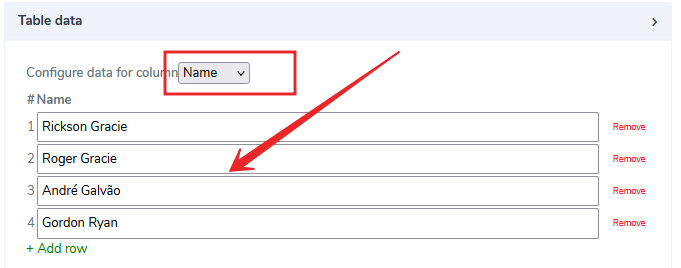 Table data
Configure data for column Name
# Name
1 Rickson Gracie Remove
2 Roger Gracie Remove
3 André Galvão Remove
4 Gordon Ryan Remove
+ Add row